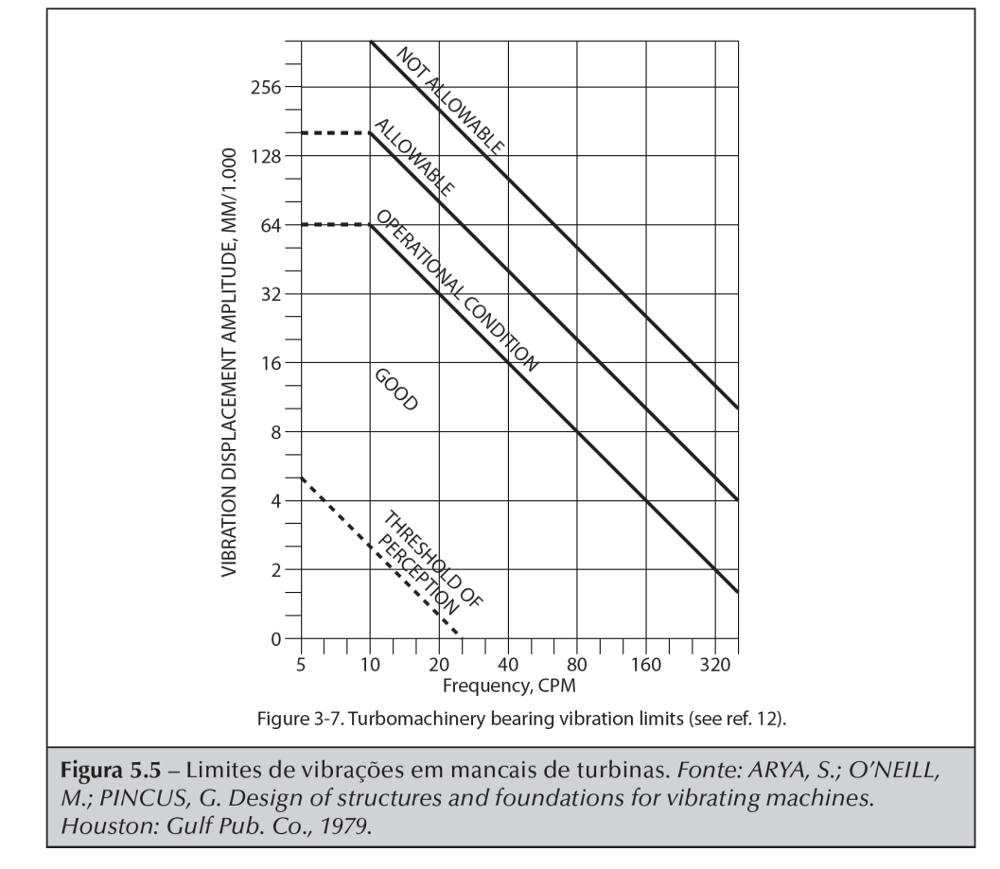 VIBRATION DISPLACEMENT AMPLITUDE, MM/1.000
256
128
64
32
16
8
4
2
0
NOT ALLOWABLE
ALLOWABLE
OPERATIONAL CONDITION
GOOD
THRESHOLD OF
PERCEPTION
5 10 20 40 80 160 320
Frequency, CPM
Figure 3-7. Turbomachinery bearing vibration limits (see ref. 12).
Figura 5.5 – Limites de vibrações em mancais de turbinas. Fonte: ARYA, S.; O’NEILL,
M.; PINCUS, G. Design of structures and foundations for vibrating machines.
Houston: Gulf Pub. Co., 1979.